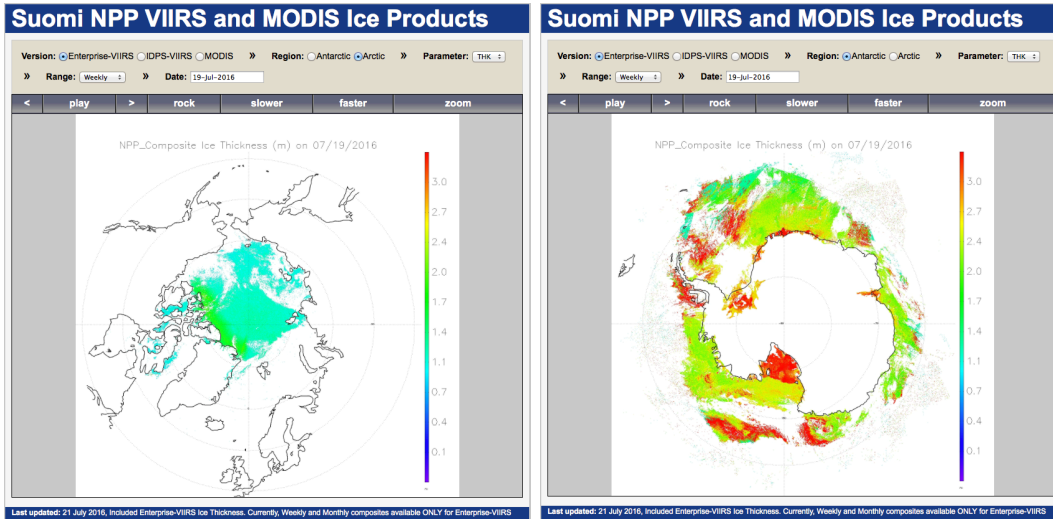 Suomi NPP VIIRS and MODIS Ice Products
Version: Enterprise-VIIRS IDPS-VIIRS MODIS » Region: Antarctic Arctic » Parameter: THK
» Range: Weekly » Date: 19-Jul-2016
< play > rock slower faster zoom
NPP_Composite Ice Thickness (m) on 07/19/2016
3.0
2.7
2.4
2.0
1.7
1.4
1.1
0.7
0.4
0.1
Last updated: 21 July 2016, Included Enterprise-VIIRS Ice Thickness. Currently, Weekly and Monthly composites available ONLY for Enterprise-VIIRS
Suomi NPP VIIRS and MODIS Ice Products
Version: Enterprise-VIIRS IDPS-VIIRS MODIS » Region: Antarctic Arctic » Parameter: THK
» Range: Weekly » Date: 19-Jul-2016
< play > rock slower faster zoom
NPP_Composite Ice Thickness (m) on 07/19/2016
3.0
2.7
2.4
2.0
1.7
1.4
1.1
0.7
0.4
0.1
Last updated: 21 July 2016, Included Enterprise-VIIRS Ice Thickness. Currently, Weekly and Monthly composites available ONLY for Enterprise-VIIRS